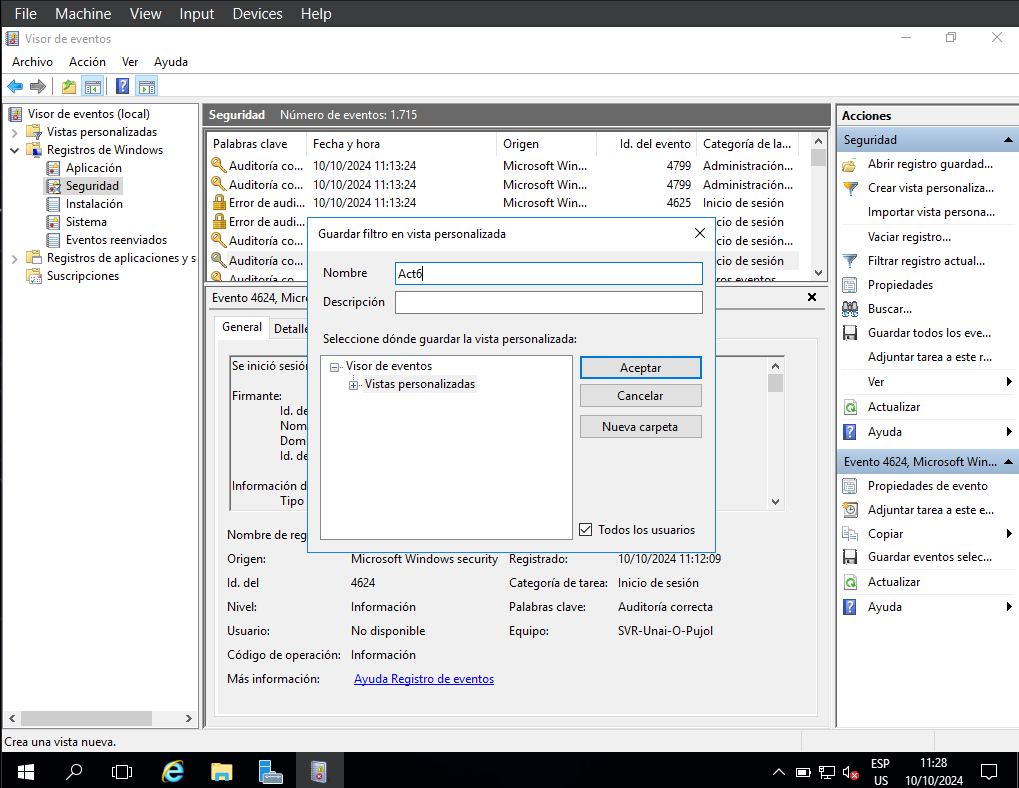 File Machine View Input Devices Help
Visor de eventos
Archivo Acción Ver Ayuda
Visor de eventos (local)
Vistas personalizadas
Registros de Windows
Aplicación
Seguridad
Instalación
Sistema
Eventos reenviados
Registros de aplicaciones y s
Suscripciones
Seguridad Número de eventos: 1.715
Palabras clave Fecha y hora Origen Id. del evento Categoría de la...
Auditoría co... 10/10/2024 11:13:24 Microsoft Win... 4799 Administración...
Auditoría co... 10/10/2024 11:13:24 Microsoft Win... 4799 Administración...
Error de audi... 10/10/2024 11:13:24 Microsoft Win... 4625 Inicio de sesión
Error de audi... icio de sesión
Auditoría co... icio de sesión...
Auditoría co... icio de sesión
Auditoría co... ros eventos
Guardar filtro en vista personalizada
Nombre Act6
Descripción
Seleccione dónde guardar la vista personalizada:
Visor de eventos
Vistas personalizadas
Aceptar
Cancelar
Nueva carpeta
Todos los usuarios
Evento 4624, Micro
General Detalle
Se inició sesión
Firmante:
Id. de
Nom
Dom
Id. de
Información d
Tipo
Nombre de reg
Origen: Microsoft Windows security Registrado: 10/10/2024 11:12:09
Id. del 4624 Categoría de tarea: Inicio de sesión
Nivel: Información Palabras clave: Auditoría correcta
Usuario: No disponible Equipo: SVR-Unai-O-Pujol
Código de operación: Información
Más información: Ayuda Registro de eventos
Acciones
Seguridad
Abrir registro guardad...
Crear vista personaliza...
Importar vista persona...
Vaciar registro...
Filtrar registro actual...
Propiedades
Buscar...
Guardar todos los eve...
Adjuntar tarea a este r...
Ver
Actualizar
Ayuda
Evento 4624, Microsoft Win...
Propiedades de evento
Adjuntar tarea a este e...
Copiar
Guardar eventos selec...
Actualizar
Ayuda
Crea una vista nueva.
ESP
US
11:28
10/10/2024